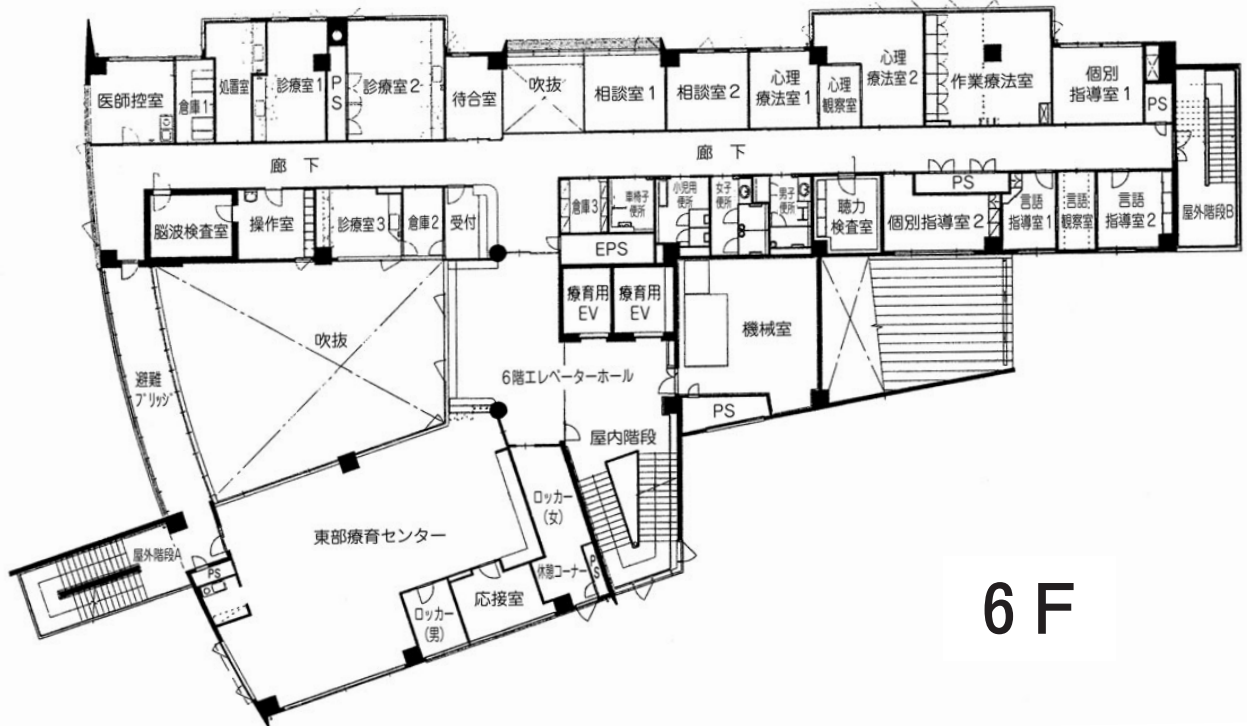 医師控室
倉庫1
処置室
診療室1
PS
診療室2
待合室
吹抜
相談室1
相談室2
心理
療法室1
心理
観察室
心理
療法室2
作業療法室
個別
指導室1
PS
廊下
廊下
脳波検査室
操作室
診療室3
倉庫2
受付
倉庫3
車椅子
便所
小児用
便所
女子
便所
男子
便所
聴力
検査室
PS
個別指導室2
言語
指導室1
言語
観察室
言語
指導室2
屋外階段B
EPS
療育用
EV
療育用
EV
機械室
吹抜
避難
ブリッジ
6階エレベーターホール
PS
屋内階段
ロッカー
(女)
東部療育センター
屋外階段A
PS
休憩コーナー
PS
応接室
ロッカー
(男)
6F